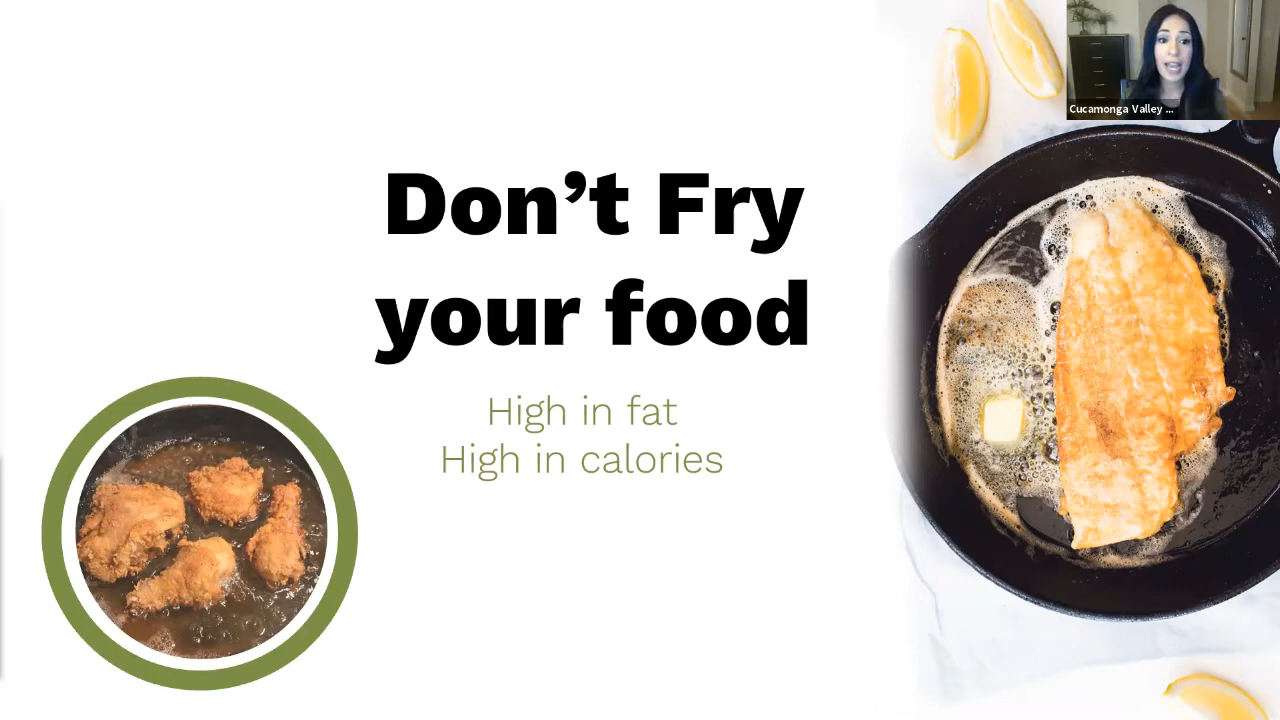 Cucamonga Valley ...
Don’t Fry
your food
High in fat
High in calories